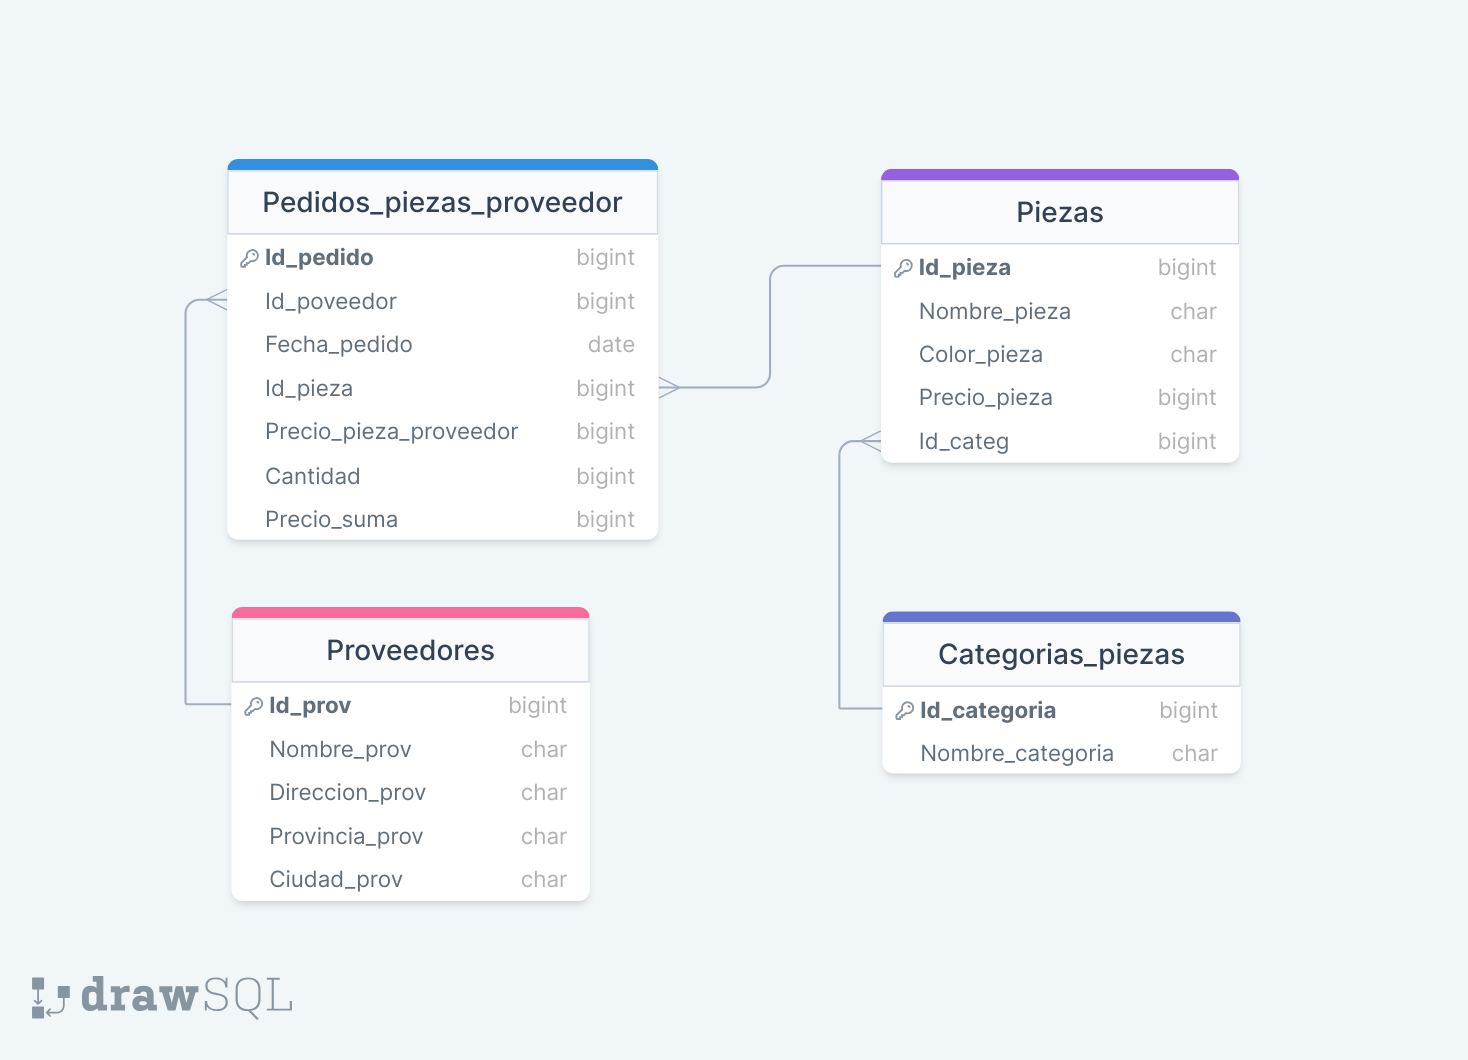 Pedidos_piezas_proveedor
Id_pedido bigint
Id_poveedor bigint
Fecha_pedido date
Id_pieza bigint
Precio_pieza_proveedor bigint
Cantidad bigint
Precio_suma bigint
Piezas
Id_pieza bigint
Nombre_pieza char
Color_pieza char
Precio_pieza bigint
Id_categ bigint
Proveedores
Id_prov bigint
Nombre_prov char
Direccion_prov char
Provincia_prov char
Ciudad_prov char
Categorias_piezas
Id_categoria bigint
Nombre_categoria char
drawSQL